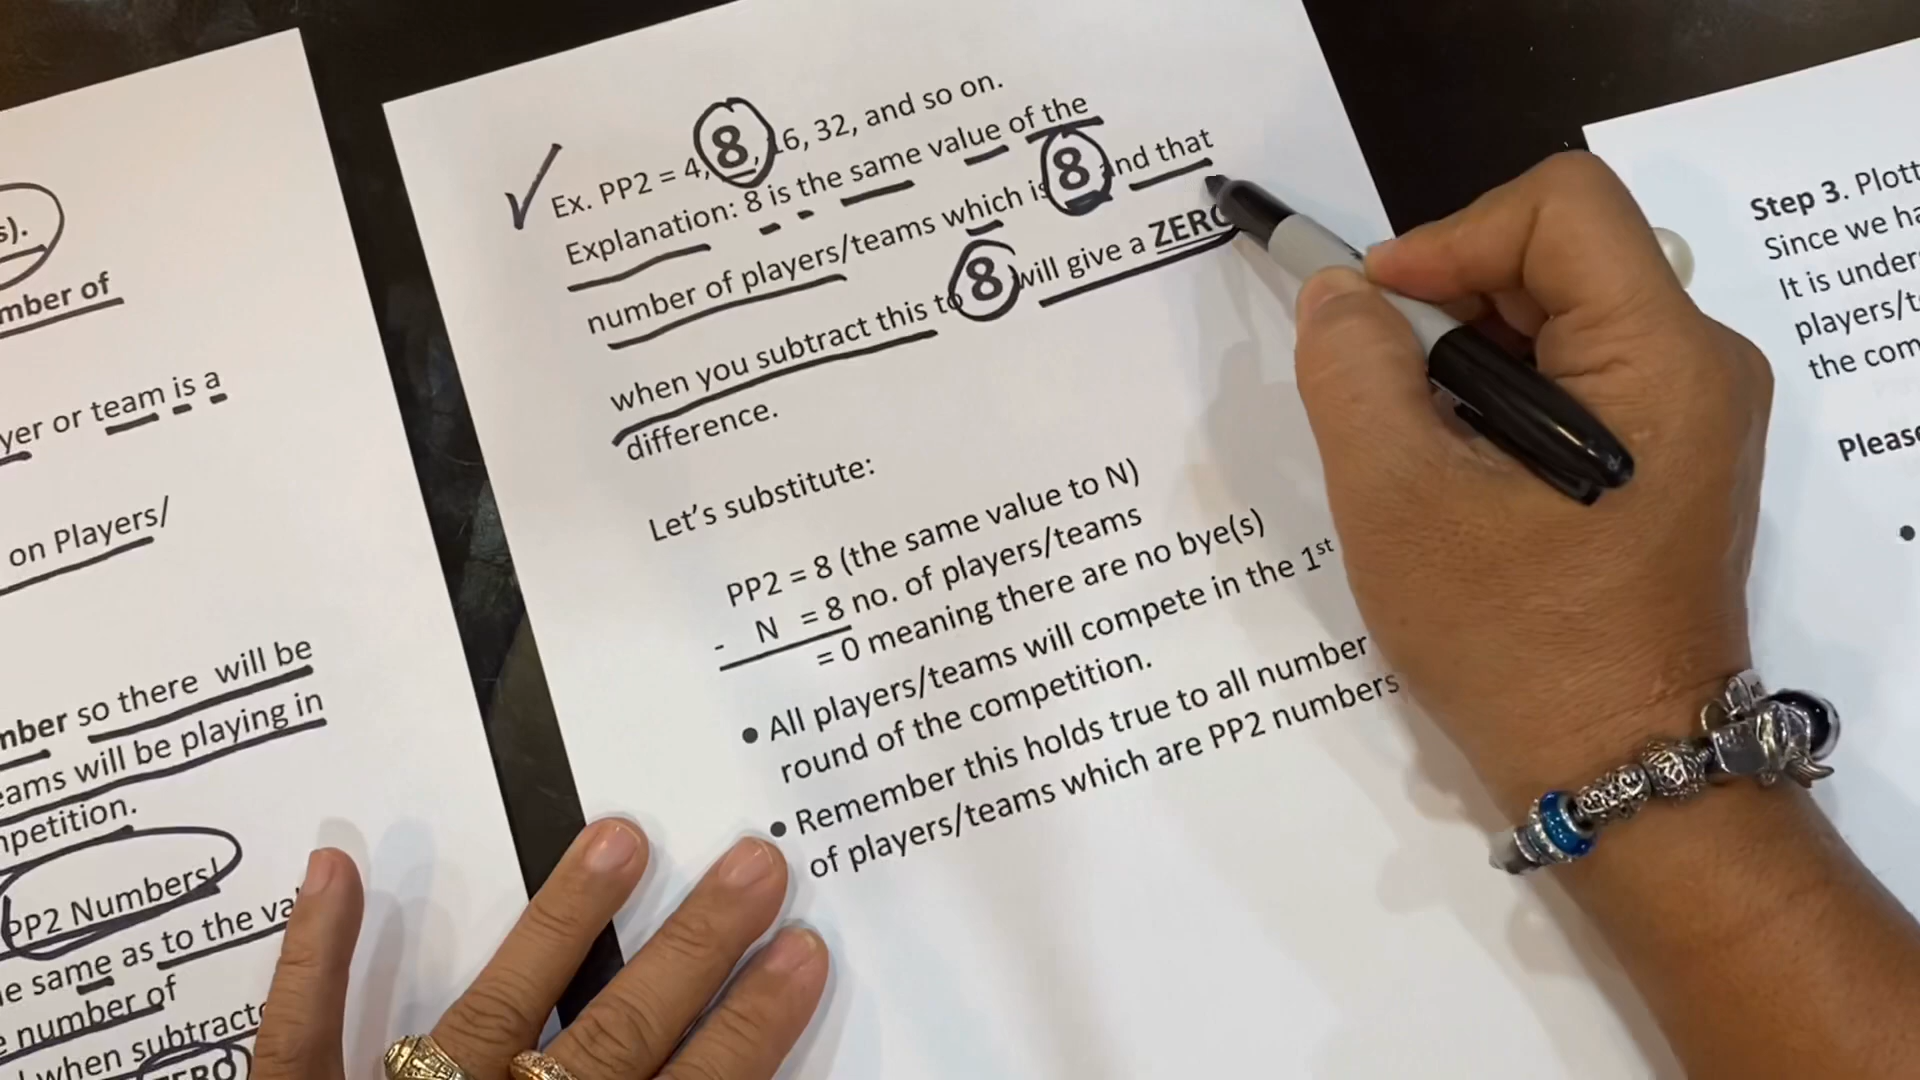 s).
mber of
yer or team is a
on Players/
mber so there will be
eams will be playing in
mpetition.
PP2 Numbers!
e same as to the va
e number of
when subtract
ZERO
Ex. PP2 = 4, 8, 16, 32, and so on.
Explanation: 8 is the same value of the
number of players/teams which is 8 and that
when you subtract this to 8 will give a ZERO
difference.
Let's substitute:
PP2 = 8 (the same value to N)
- N = 8 no. of players/teams
= 0 meaning there are no bye(s)
● All players/teams will compete in the 1st
round of the competition.
● Remember this holds true to all number
of players/teams which are PP2 numbers
Step 3. Plott
Since we ha
It is under
players/t
the com
Please
●